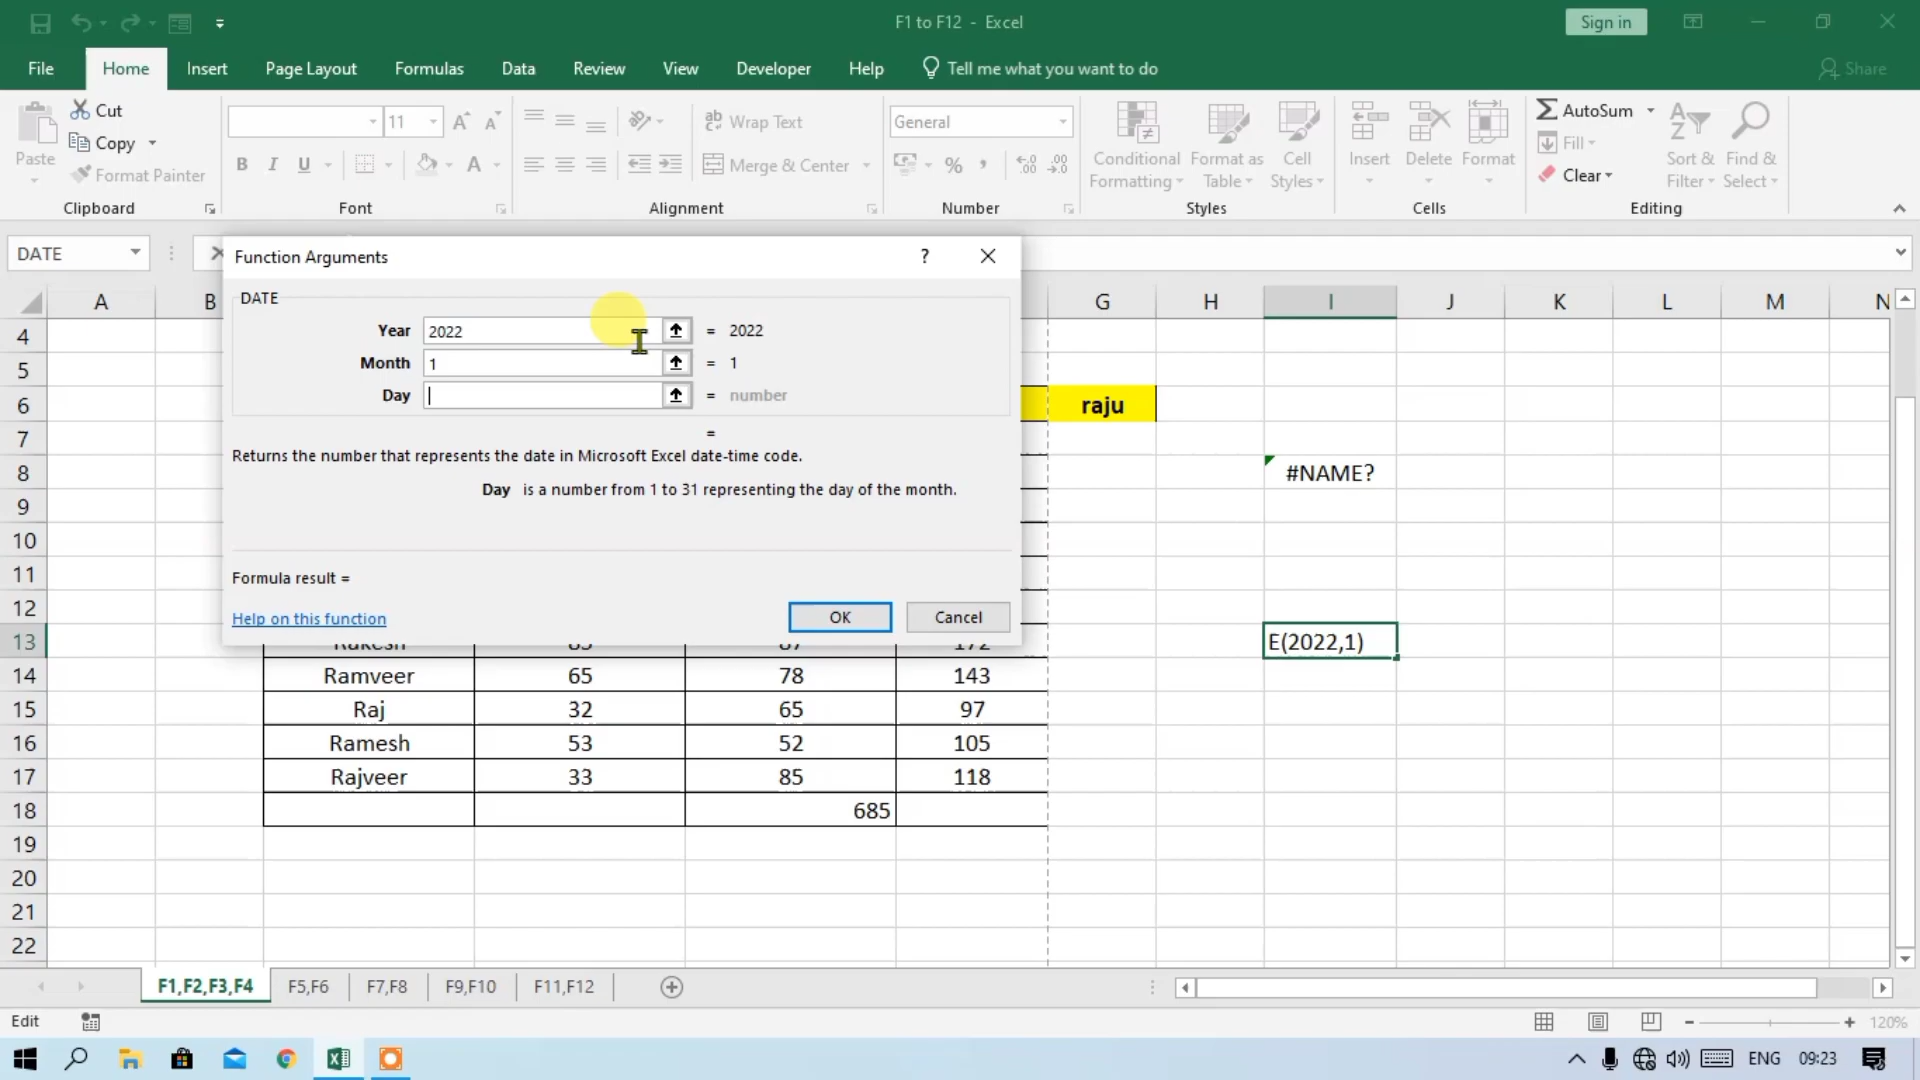 F1 to F12 - Excel
Sign in
File Home Insert Page Layout Formulas Data Review View Developer Help Tell me what you want to do Share
Paste
Cut
Copy
Format Painter
Clipboard
11
B I U
Font
Wrap Text
Merge & Center
Alignment
General
%
Number
Conditional Formatting
Format as Table
Cell Styles
Styles
Insert Delete Format
Cells
AutoSum
Fill
Clear
Sort & Filter
Find & Select
Editing
DATE
Function Arguments ?
DATE
Year 2022 = 2022
Month 1 = 1
Day = number
=
Returns the number that represents the date in Microsoft Excel date-time code.
Day is a number from 1 to 31 representing the day of the month.
Formula result =
Help on this function OK Cancel
A B G H I J K L M N
4
5
6 raju
7
8 #NAME?
9
10
11
12
13 E(2022,1)
14 Ramveer 65 78 143
15 Raj 32 65 97
16 Ramesh 53 52 105
17 Rajveer 33 85 118
18 685
19
20
21
22
F1,F2,F3,F4 F5,F6 F7,F8 F9,F10 F11,F12
Edit 120%
ENG 09:23